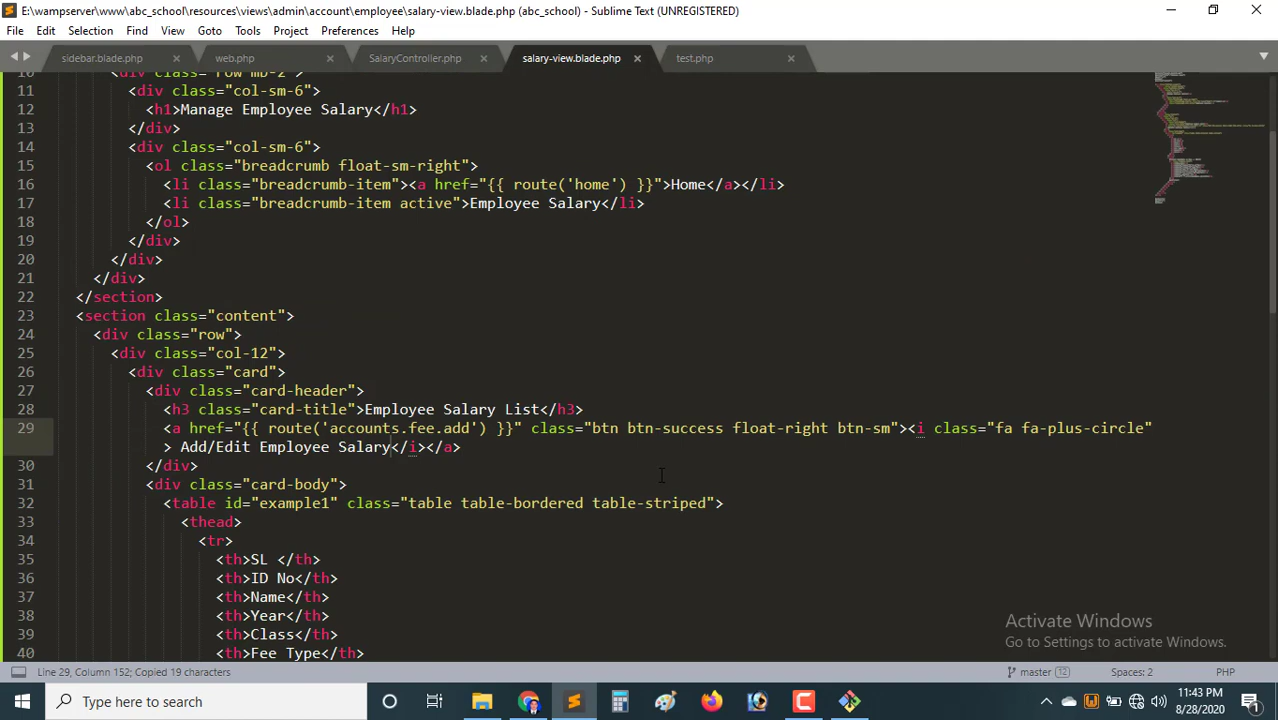 E:\wampserver\www\abc_school\resources\views\admin\account\employee\salary-view.blade.php (abc_school) - Sublime Text (UNREGISTERED)
File Edit Selection Find View Goto Tools Project Preferences Help
sidebar.blade.php web.php SalaryController.php salary-view.blade.php test.php
10 <div class="row mb-2">
11 <div class="col-sm-6">
12 <h1>Manage Employee Salary</h1>
13 </div>
14 <div class="col-sm-6">
15 <ol class="breadcrumb float-sm-right">
16 <li class="breadcrumb-item"><a href="{{ route('home') }}">Home</a></li>
17 <li class="breadcrumb-item active">Employee Salary</li>
18 </ol>
19 </div>
20 </div>
21 </div>
22 </section>
23 <section class="content">
24 <div class="row">
25 <div class="col-12">
26 <div class="card">
27 <div class="card-header">
28 <h3 class="card-title">Employee Salary List</h3>
29 <a href="{{ route('accounts.fee.add') }}" class="btn btn-success float-right btn-sm"><i class="fa fa-plus-circle"
> Add/Edit Employee Salary</i></a>
30 </div>
31 <div class="card-body">
32 <table id="example1" class="table table-bordered table-striped">
33 <thead>
34 <tr>
35 <th>SL </th>
36 <th>ID No</th>
37 <th>Name</th>
38 <th>Year</th>
39 <th>Class</th>
40 <th>Fee Type</th>
Activate Windows
Go to Settings to activate Windows.
Line 29, Column 152; Copied 19 characters master 12 Spaces: 2 PHP
Type here to search
11:43 PM
8/28/2020
1